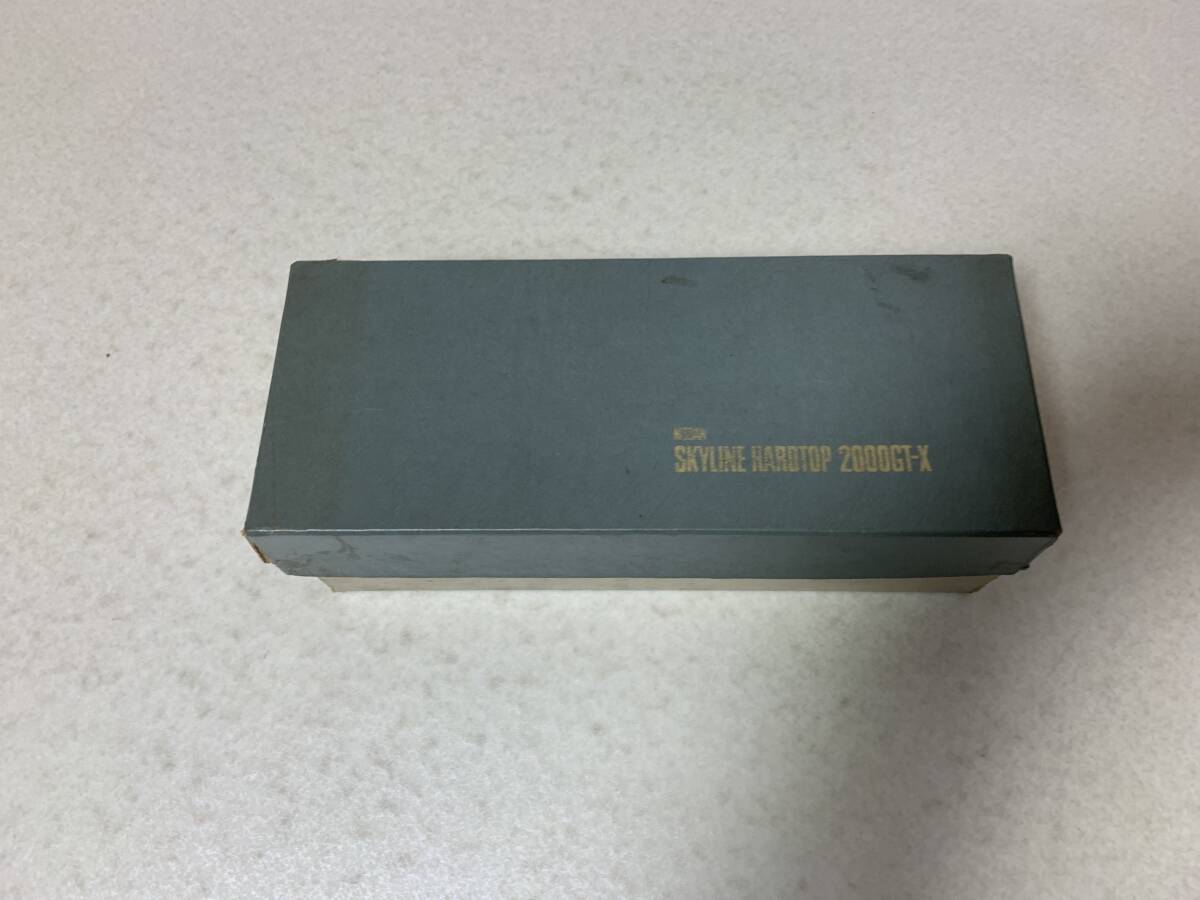 NISSAN
SKYLINE HARDTOP 2000GT-X